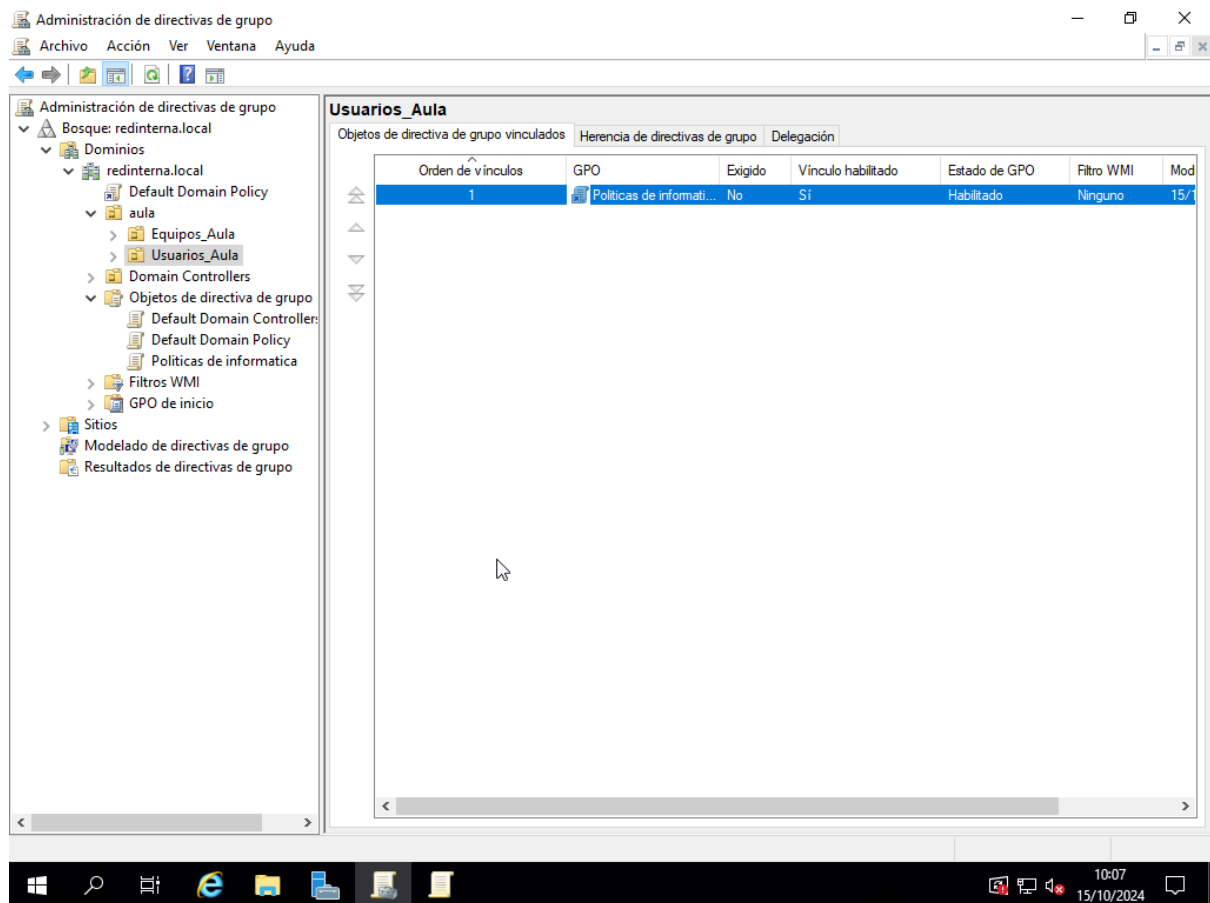 Administración de directivas de grupo
Archivo Acción Ver Ventana Ayuda
Administración de directivas de grupo
Bosque: redinterna.local
Dominios
redinterna.local
Default Domain Policy
aula
Equipos_Aula
Usuarios_Aula
Domain Controllers
Objetos de directiva de grupo
Default Domain Controller
Default Domain Policy
Politicas de informatica
Filtros WMI
GPO de inicio
Sitios
Modelado de directivas de grupo
Resultados de directivas de grupo
Usuarios_Aula
Objetos de directiva de grupo vinculados Herencia de directivas de grupo Delegación
Orden de vínculos GPO Exigido Vínculo habilitado Estado de GPO Filtro WMI Mod
1 Politicas de informati... No Sí Habilitado Ninguno 15/1
10:07
15/10/2024